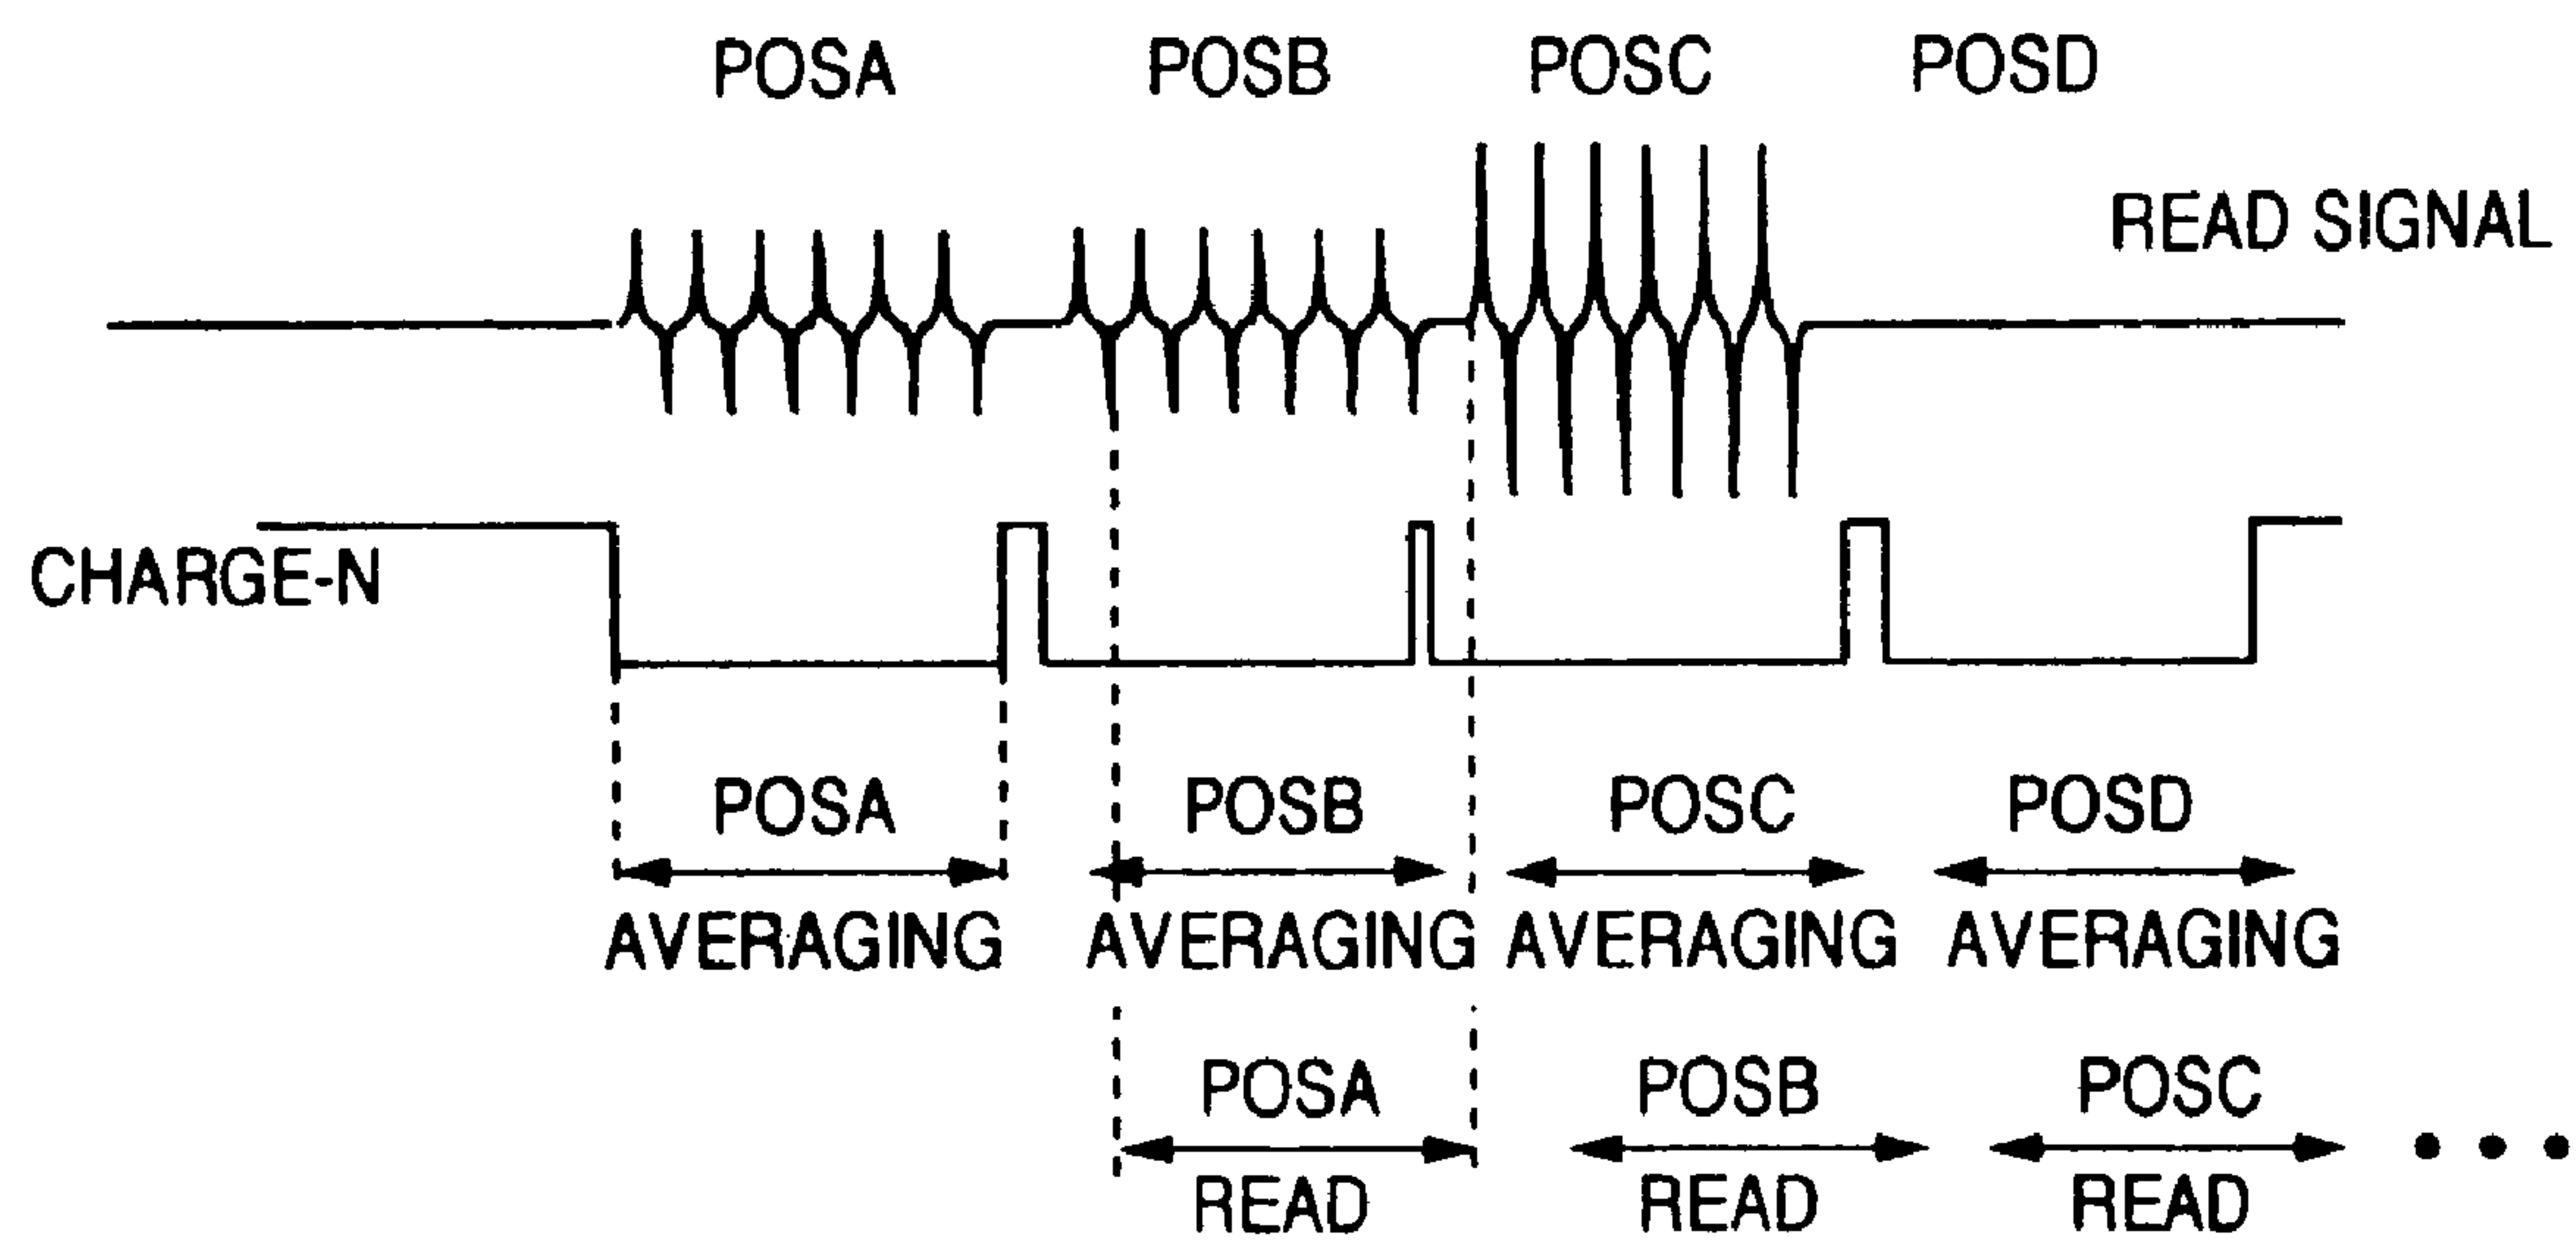 POSA POSB POSC POSD
READ SIGNAL
CHARGE-N
POSA POSB POSC POSD
AVERAGING AVERAGING AVERAGING AVERAGING
POSA POSB POSC
READ READ READ